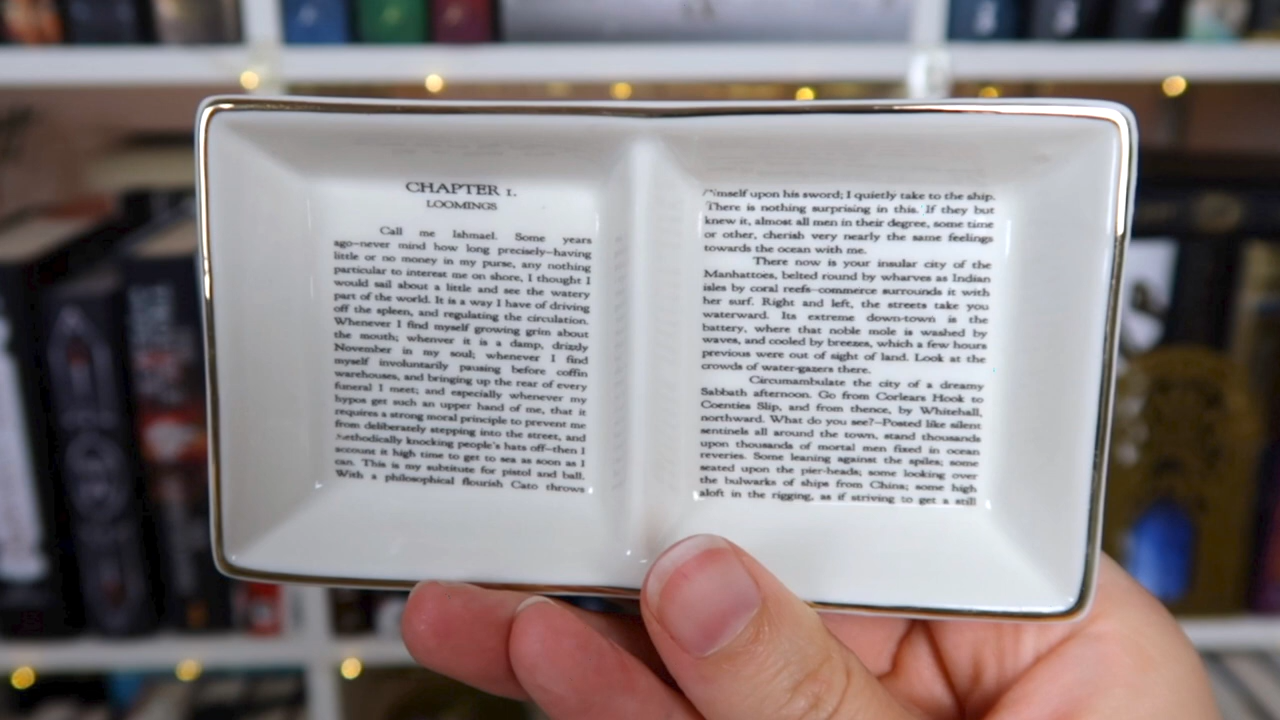 CHAPTER 1.
LOOMINGS
Call me Ishmael. Some years
ago–never mind how long precisely–having
little or no money in my purse, any nothing
particular to interest me on shore, I thought I
would sail about a little and see the watery
part of the world. It is a way I have of driving
off the spleen, and regulating the circulation.
Whenever I find myself growing grim about
the mouth; whenver it is a damp, drizzly
November in my soul; whenever I find
myself involuntarily pausing before coffin
warehouses, and bringing up the rear of every
funeral I meet; and especially whenever my
hypos get such an upper hand of me, that it
requires a strong moral principle to prevent me
from deliberately stepping into the street, and
methodically knocking people's hats off–then I
account it high time to get to sea as soon as I
can. This is my substitute for pistol and ball.
With a philosophical flourish Cato throws
himself upon his sword; I quietly take to the ship.
There is nothing surprising in this. If they but
knew it, almost all men in their degree, some time
or other, cherish very nearly the same feelings
towards the ocean with me.
There now is your insular city of the
Manhattoes, belted round by wharves as Indian
isles by coral reefs–commerce surrounds it with
her surf. Right and left, the streets take you
waterward. Its extreme down-town is the
battery, where that noble mole is washed by
waves, and cooled by breezes, which a few hours
previous were out of sight of land. Look at the
crowds of water-gazers there.
Circumambulate the city of a dreamy
Sabbath afternoon. Go from Corlears Hook to
Coenties Slip, and from thence, by Whitehall,
northward. What do you see?–Posted like silent
sentinels all around the town, stand thousands
upon thousands of mortal men fixed in ocean
reveries. Some leaning against the spiles; some
seated upon the pier-heads; some looking over
the bulwarks of ships from China; some high
aloft in the rigging, as if striving to get a still